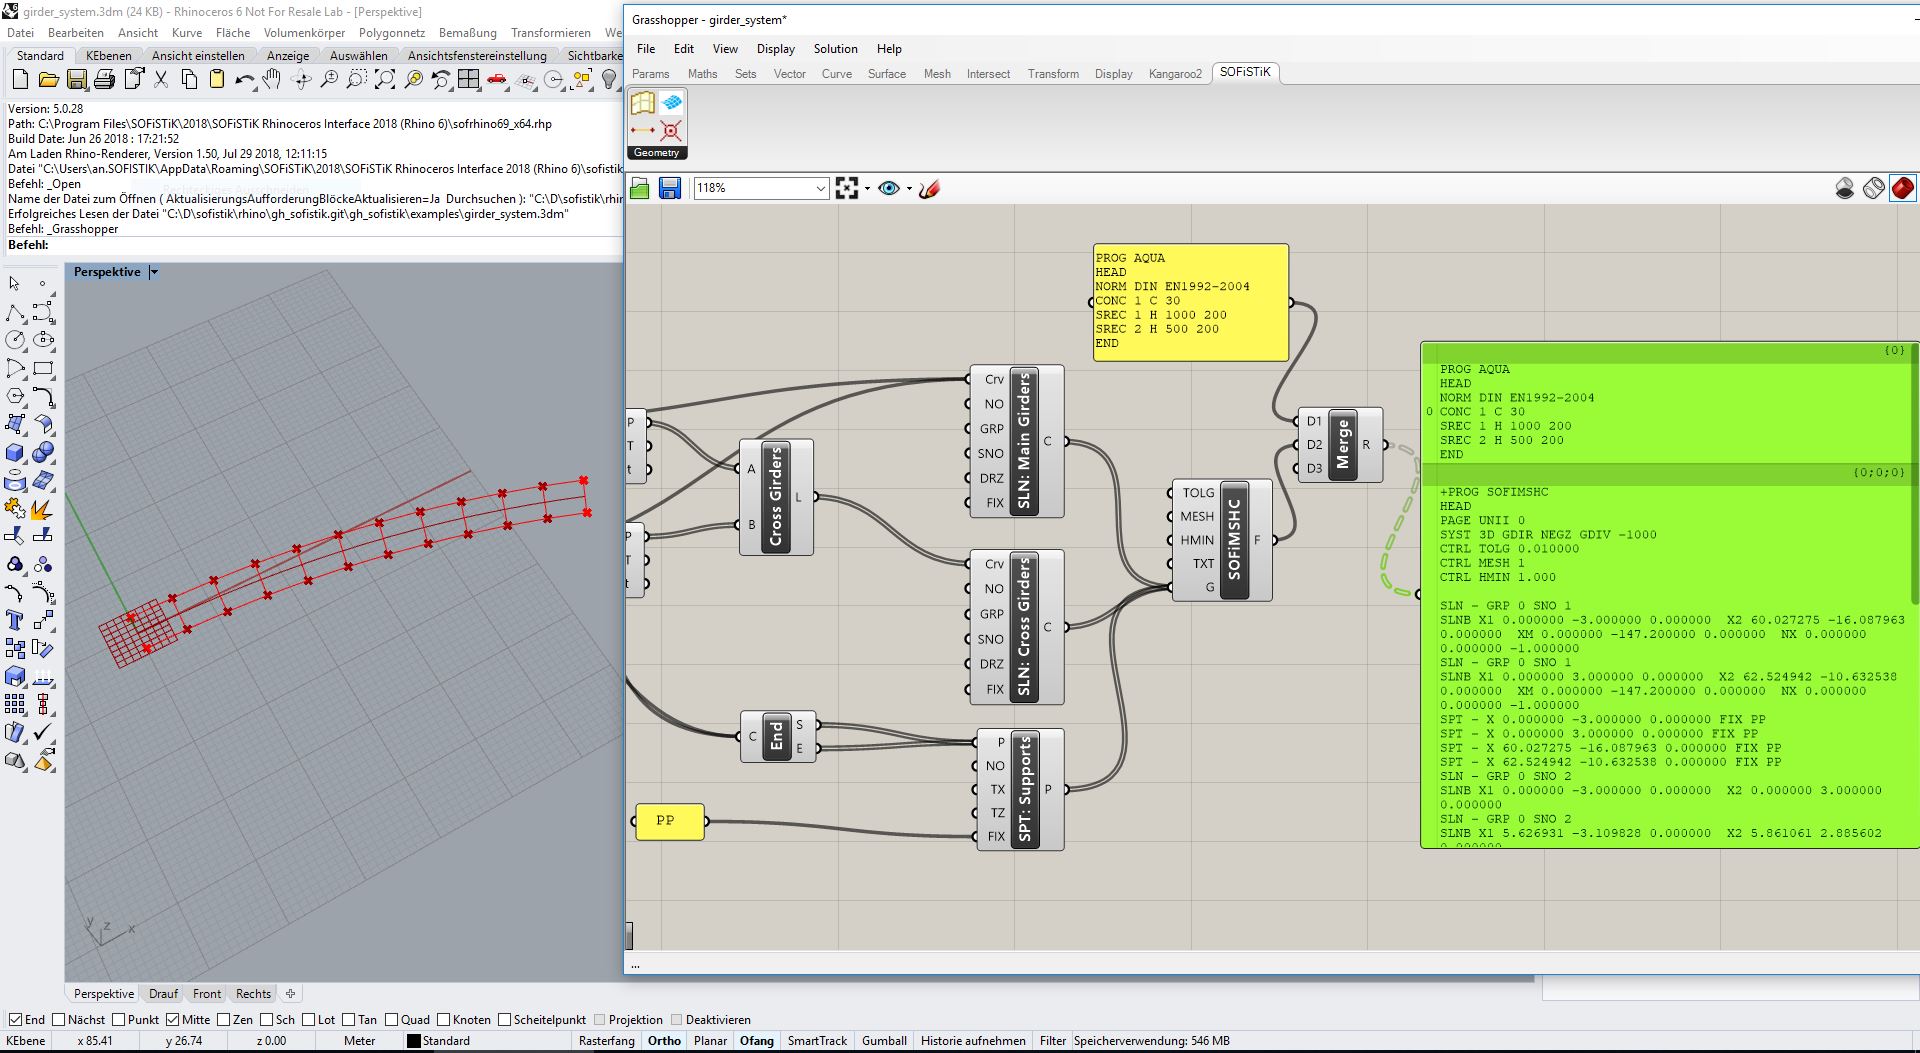 girder_system.3dm (24 KB) - Rhinoceros 6 Not For Resale Lab - [Perspektive]
Datei Bearbeiten Ansicht Kurve Fläche Volumenkörper Polygonnetz Bemaßung Transformieren We
Standard KEbenen Ansicht einstellen Anzeige Auswählen Ansichtsfenstereinstellung Sichtbarke
Version: 5.0.28
Path: C:\Program Files\SOFiSTiK\2018\SOFiSTiK Rhinoceros Interface 2018 (Rhino 6)\sofrhino69_x64.rhp
Build Date: Jun 26 2018 : 17:21:52
Am Laden Rhino-Renderer, Version 1.50, Jul 29 2018, 12:11:15
Datei "C:\Users\an.SOFISTIK\AppData\Roaming\SOFiSTiK\2018\SOFiSTiK Rhinoceros Interface 2018 (Rhino 6)\sofistik
Befehl: _Open
Name der Datei zum Öffnen ( AktualisierungsAufforderungBlöckeAktualisieren=Ja Durchsuchen ): "C:\D\sofistik\rhin
Erfolgreiches Lesen der Datei "C:\D\sofistik\rhino\gh_sofistik.git\gh_sofistik\examples\girder_system.3dm"
Befehl: _Grasshopper
Befehl:
Perspektive
y z x
Perspektive Drauf Front Rechts
End Nächst Punkt Mitte Zen Sch Lot Tan Quad Knoten Scheitelpunkt Projektion Deaktivieren
KEbene x 85.41 y 26.74 z 0.00 Meter Standard Rasterfang Ortho Planar Ofang SmartTrack Gumball Historie aufnehmen Filter Speicherverwendung: 546 MB
Grasshopper - girder_system*
File Edit View Display Solution Help
Params Maths Sets Vector Curve Surface Mesh Intersect Transform Display Kangaroo2 SOFiSTiK
Geometry
118%
PROG AQUA
HEAD
NORM DIN EN1992-2004
CONC 1 C 30
SREC 1 H 1000 200
SREC 2 H 500 200
END
P
T
t
P
T
t
A
B
Cross Girders
L
Crv
NO
GRP
SNO
DRZ
FIX
SLN: Main Girders
C
Crv
NO
GRP
SNO
DRZ
FIX
SLN: Cross Girders
C
C
End
S
E
PP
P
NO
TX
TZ
FIX
SPT: Supports
P
TOLG
MESH
HMIN
TXT
G
SOFiMSHC
F
D1
D2
D3
Merge
R
{0}
PROG AQUA
HEAD
NORM DIN EN1992-2004
0 CONC 1 C 30
SREC 1 H 1000 200
SREC 2 H 500 200
END
{0;0;0}
+PROG SOFIMSHC
HEAD
PAGE UNII 0
SYST 3D GDIR NEGZ GDIV -1000
CTRL TOLG 0.010000
CTRL MESH 1
CTRL HMIN 1.000
SLN - GRP 0 SNO 1
SLNB X1 0.000000 -3.000000 0.000000 X2 60.027275 -16.087963
0.000000 XM 0.000000 -147.200000 0.000000 NX 0.000000
0.000000 -1.000000
SLN - GRP 0 SNO 1
SLNB X1 0.000000 3.000000 0.000000 X2 62.524942 -10.632538
0.000000 XM 0.000000 -147.200000 0.000000 NX 0.000000
0.000000 -1.000000
SPT - X 0.000000 -3.000000 0.000000 FIX PP
SPT - X 0.000000 3.000000 0.000000 FIX PP
SPT - X 60.027275 -16.087963 0.000000 FIX PP
SPT - X 62.524942 -10.632538 0.000000 FIX PP
SLN - GRP 0 SNO 2
SLNB X1 0.000000 -3.000000 0.000000 X2 0.000000 3.000000
0.000000
SLN - GRP 0 SNO 2
SLNB X1 5.626931 -3.109828 0.000000 X2 5.861061 2.885602
...